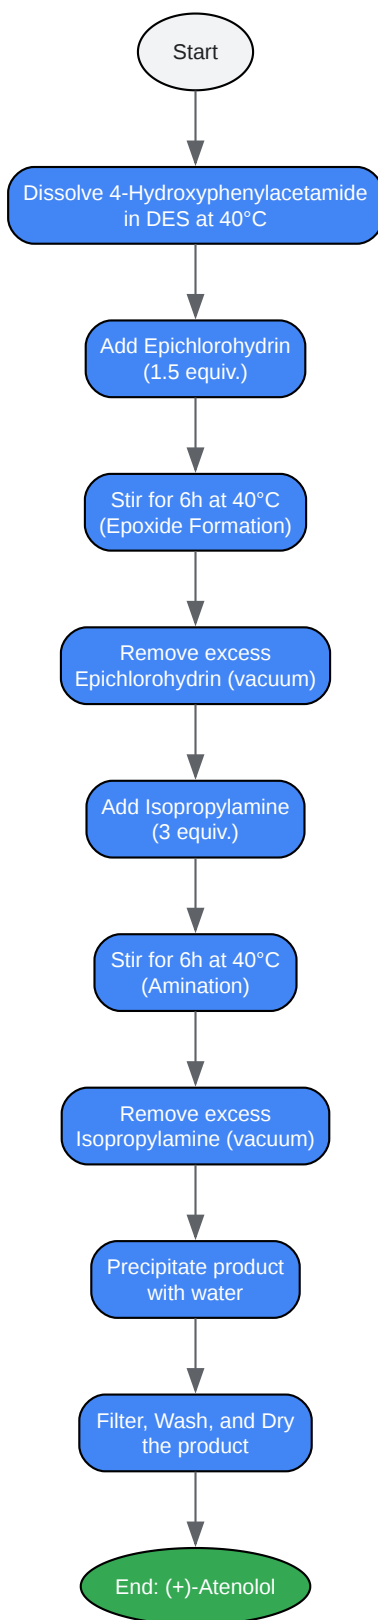 Start
Dissolve 4-Hydroxyphenylacetamide
in DES at 40°C
Add Epichlorohydrin
(1.5 equiv.)
Stir for 6h at 40°C
(Epoxide Formation)
Remove excess
Epichlorohydrin (vacuum)
Add Isopropylamine
(3 equiv.)
Stir for 6h at 40°C
(Amination)
Remove excess
Isopropylamine (vacuum)
Precipitate product
with water
Filter, Wash, and Dry
the product
End: (+)-Atenolol